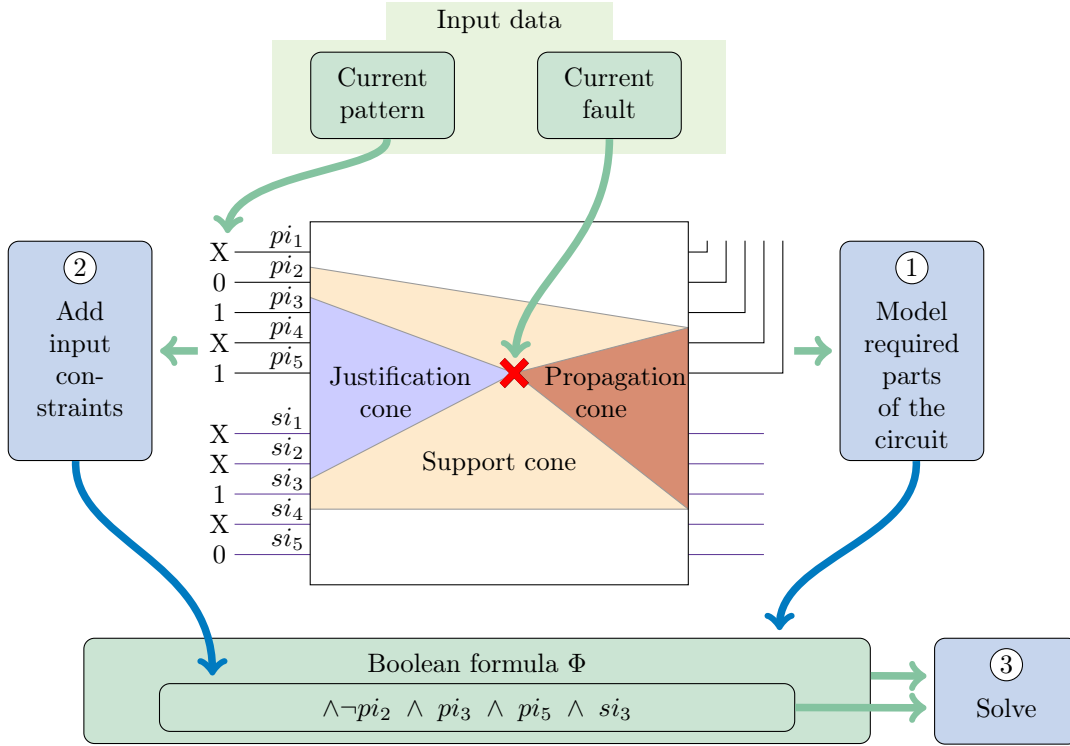 Input data
Current
pattern
Current
fault
X pi₁
0 pi₂
1 pi₃
X pi₄
1 pi₅
X si₁
X si₂
1 si₃
X si₄
0 si₅
2
Add
input
con-
straints
Justification
cone
Propagation
cone
Support cone
1
Model
required
parts
of the
circuit
Boolean formula Φ
∧¬pi₂ ∧ pi₃ ∧ pi₅ ∧ si₃
3
Solve